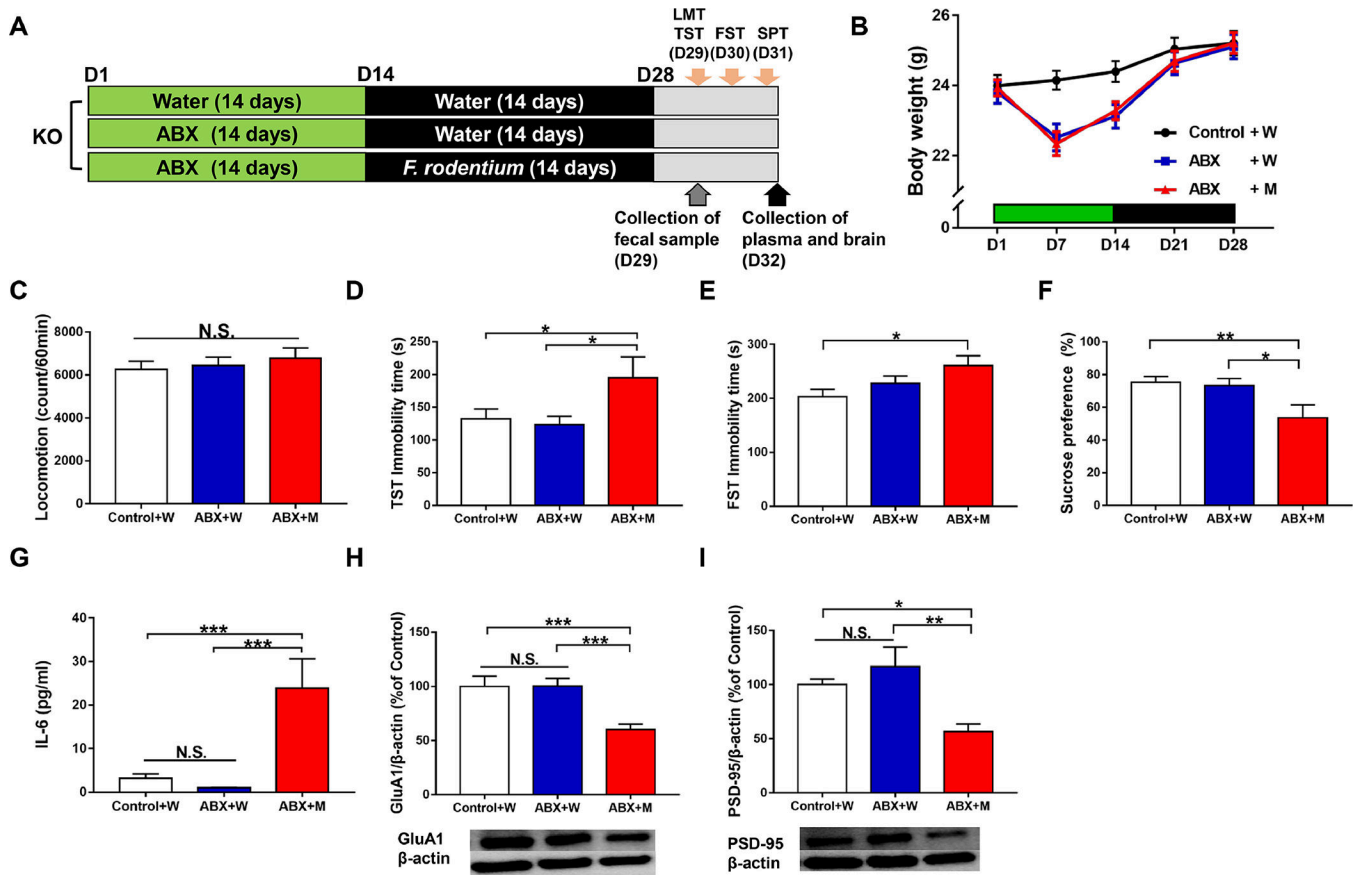 A
LMT
TST FST SPT
(D29) (D30) (D31)
D1 D14 D28
KO
Water (14 days) Water (14 days)
ABX (14 days) Water (14 days)
ABX (14 days) F. rodentium (14 days)
Collection of
fecal sample
(D29)
Collection of
plasma and brain
(D32)
B
Body weight (g)
26
24
22
0
Control + W
ABX + W
ABX + M
D1 D7 D14 D21 D28
C
Locomotion (count/60min)
8000
6000
4000
2000
0
N.S.
Control+W ABX+W ABX+M
D
TST Immobility time (s)
250
200
150
100
50
0
*
*
Control+W ABX+W ABX+M
E
FST Immobility time (s)
300
200
100
0
*
Control+W ABX+W ABX+M
F
Sucrose preference (%)
100
80
60
40
20
0
**
*
Control+W ABX+W ABX+M
G
IL-6 (pg/ml)
40
30
20
10
0
***
***
N.S.
Control+W ABX+W ABX+M
H
GluA1/β-actin (%of Control)
150
100
50
0
***
***
N.S.
Control+W ABX+W ABX+M
GluA1
β-actin
I
PSD-95/β-actin (%of Control)
150
100
50
0
*
**
N.S.
Control+W ABX+W ABX+M
PSD-95
β-actin